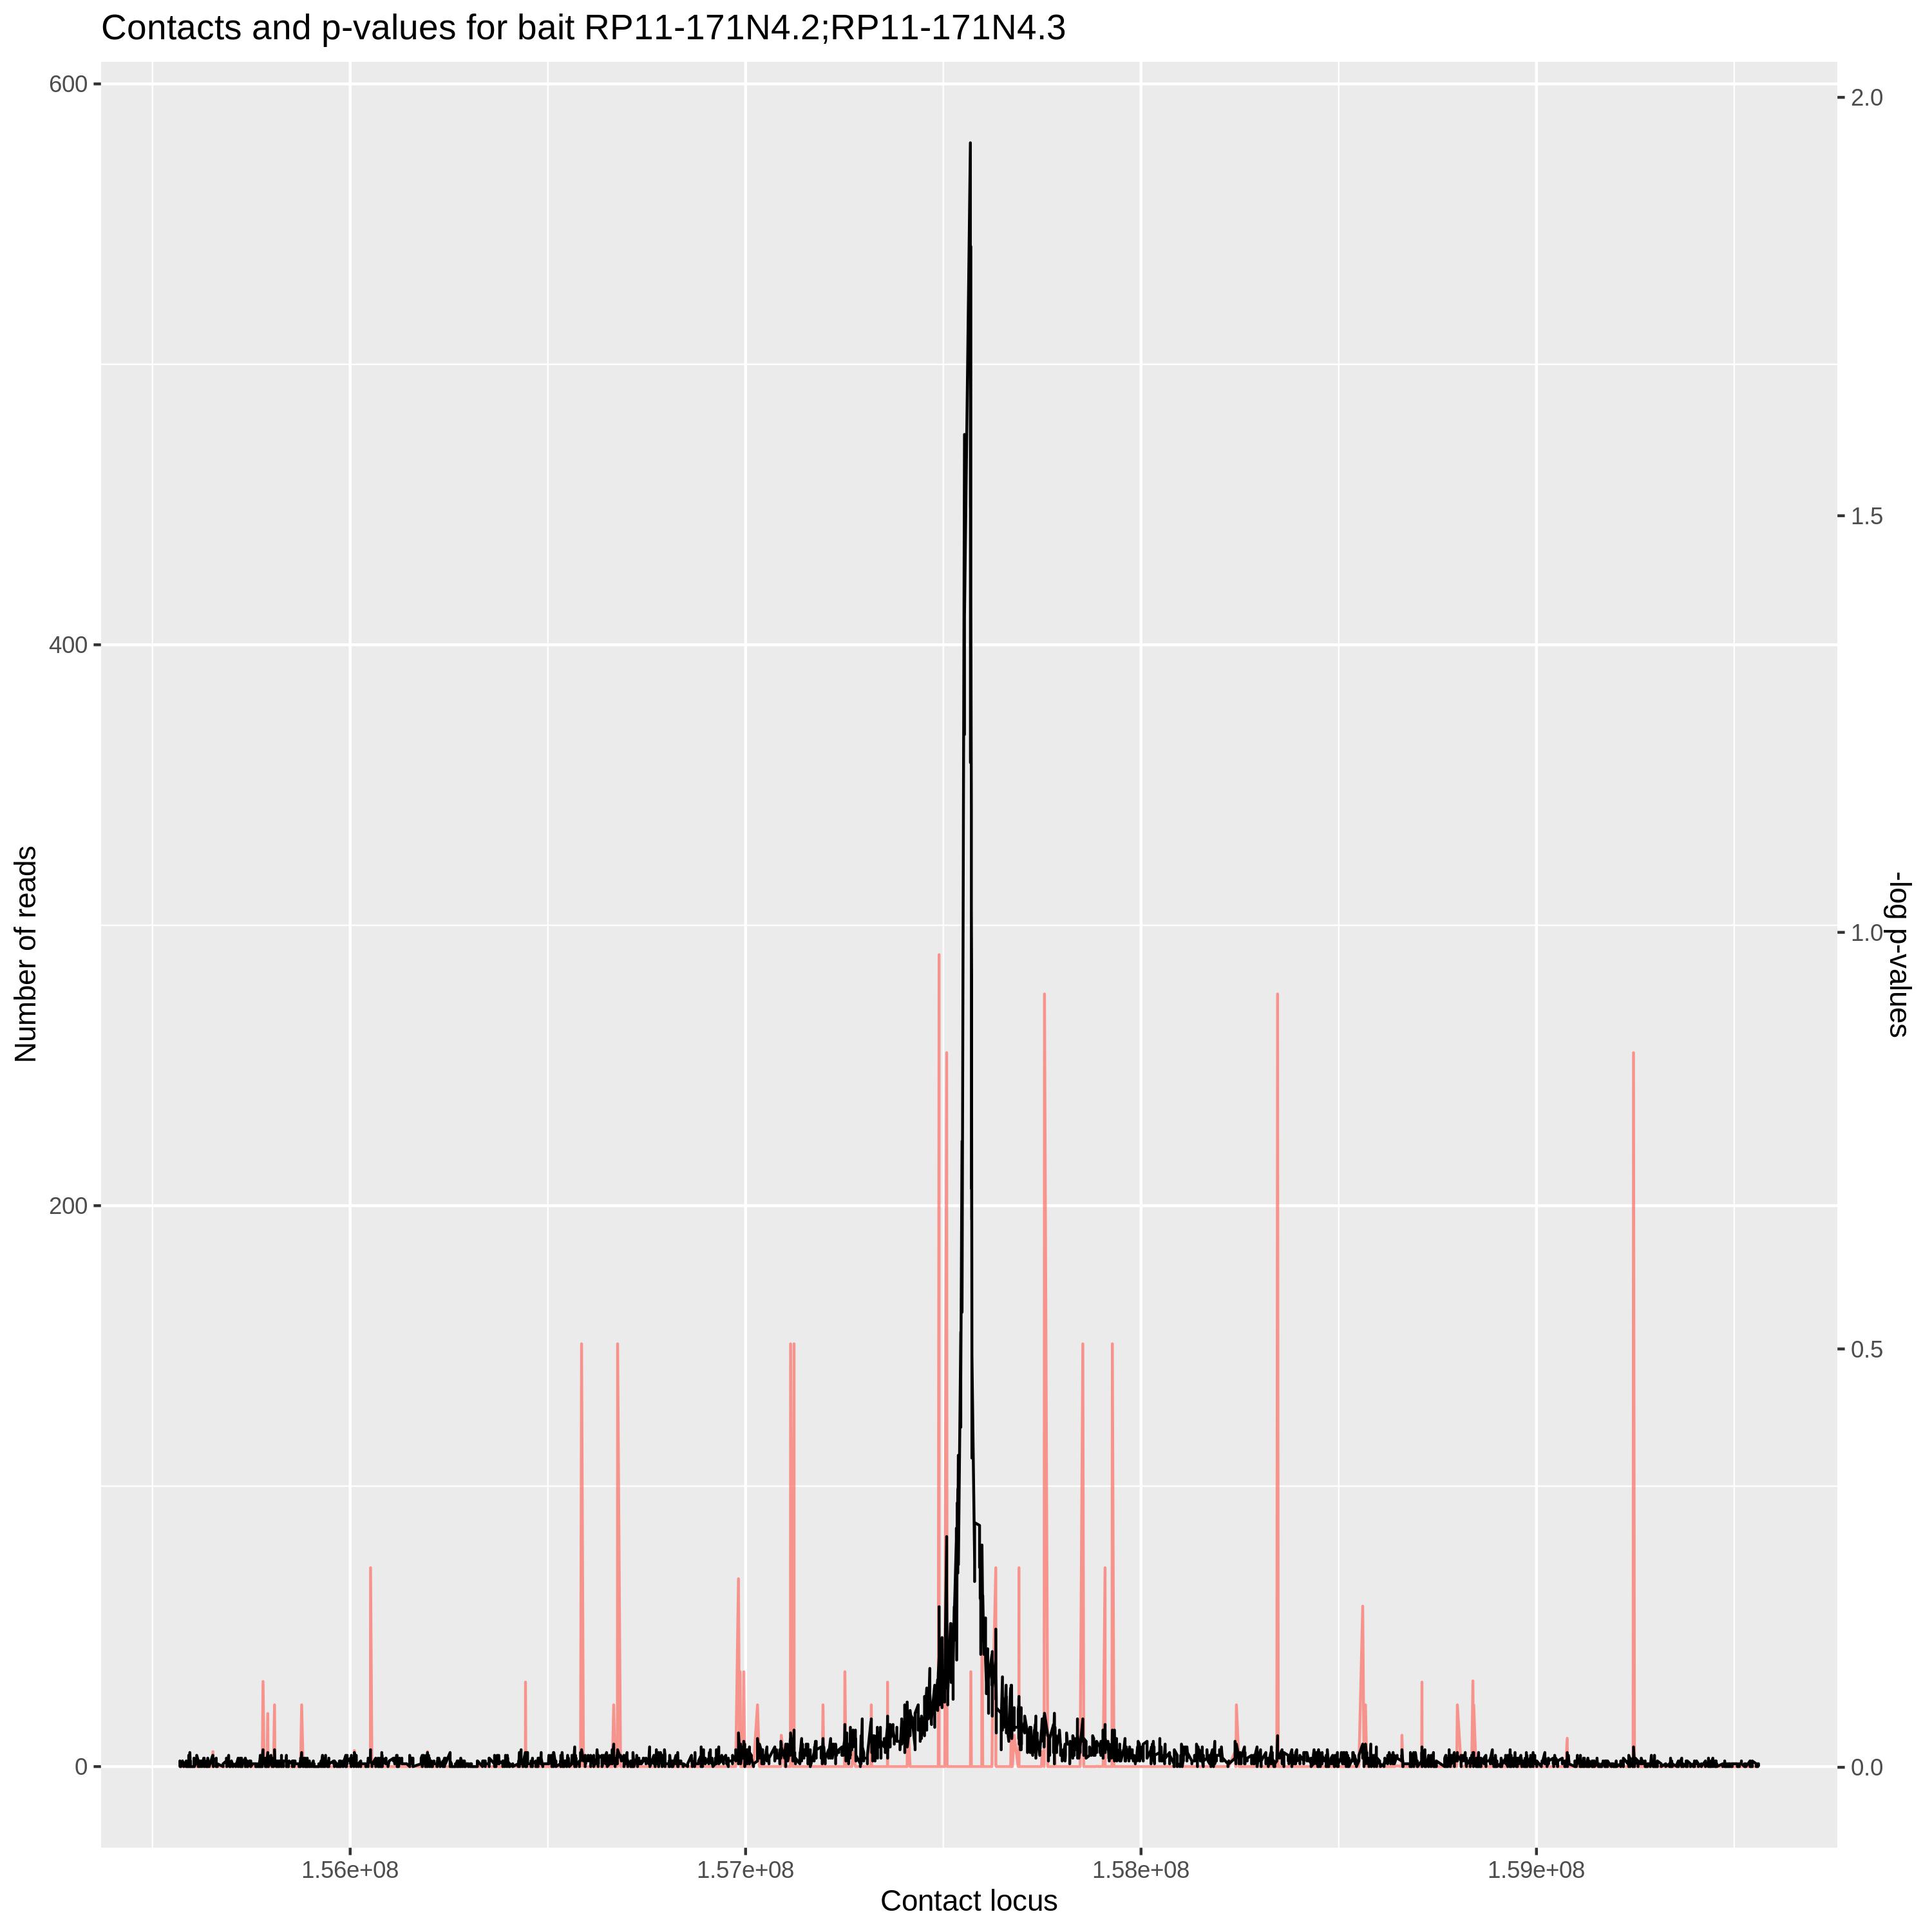 Contacts and p-values for bait RP11-171N4.2;RP11-171N4.3
600
400
200
0
Number of reads
2.0
1.5
1.0
0.5
0.0
-log p-values
1.56e+08
1.57e+08
1.58e+08
1.59e+08
Contact locus